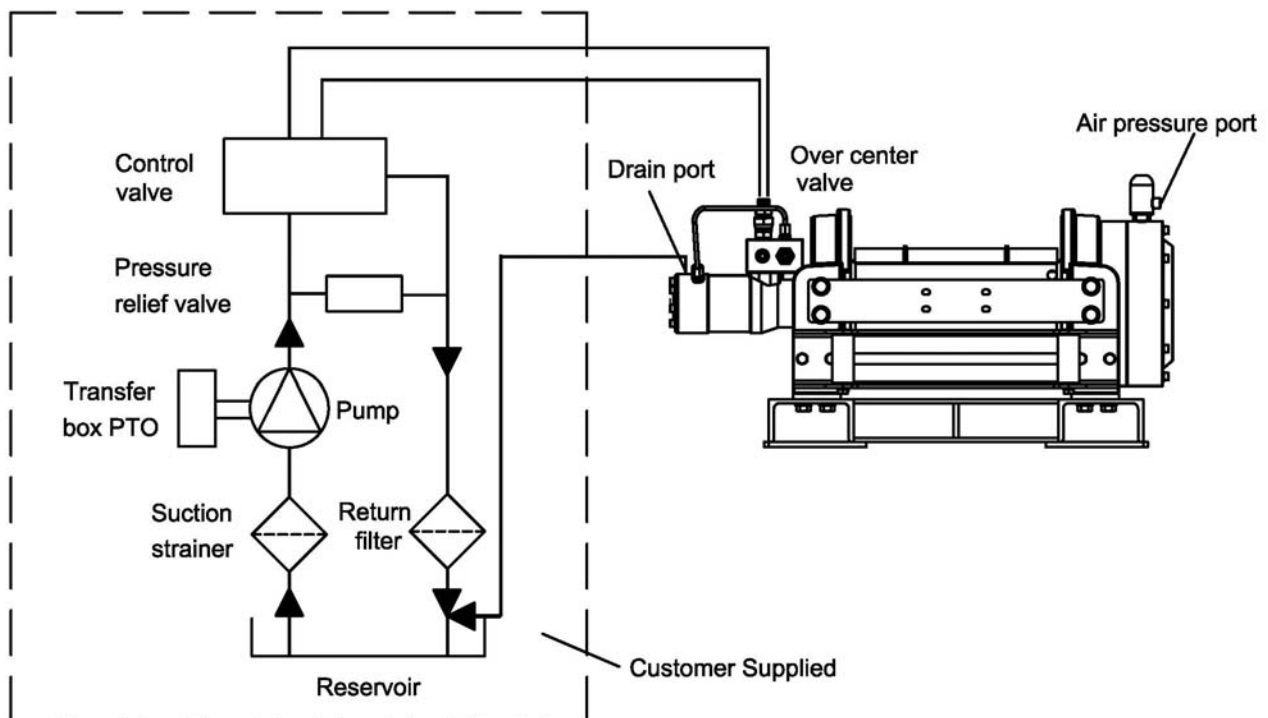 Air pressure port
Control
valve
Drain port
Over center
valve
Pressure
relief valve
Transfer
box PTO
Pump
Suction
strainer
Return
filter
Customer Supplied
Reservoir